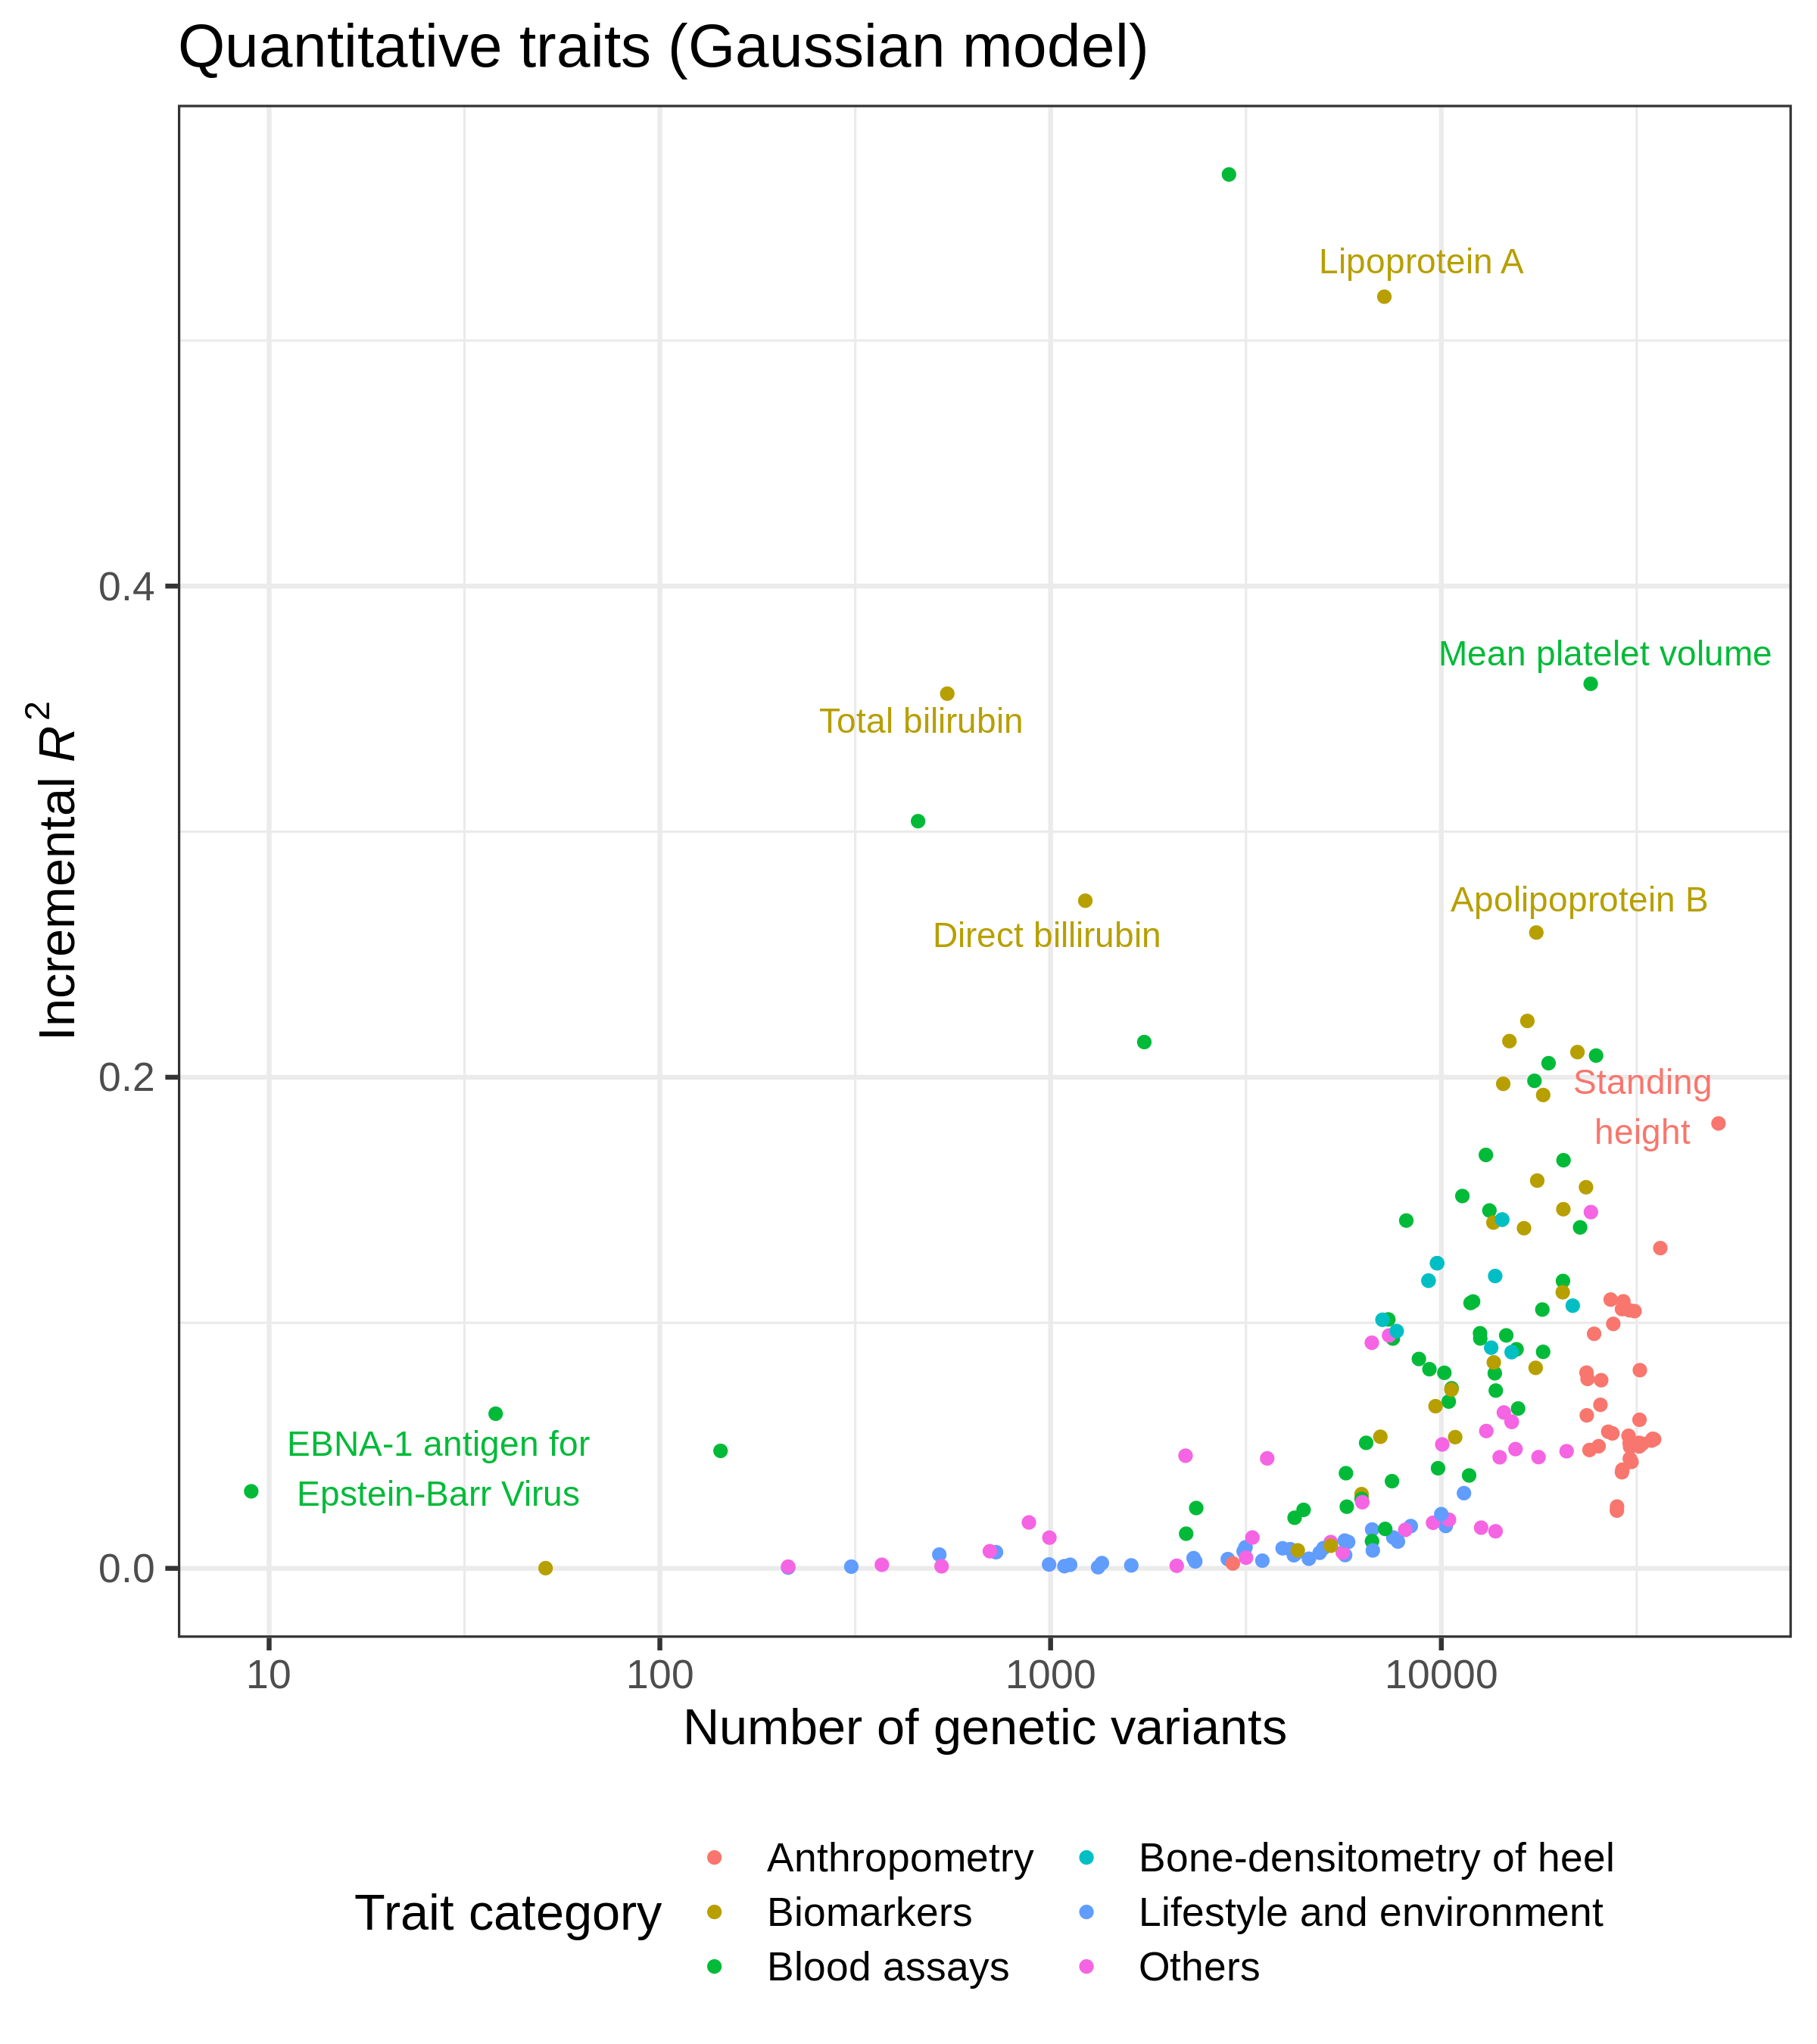 Quantitative traits (Gaussian model)
Lipoprotein A
0.4
Mean platelet volume
Total bilirubin
Incremental R²
Apolipoprotein B
Direct billirubin
0.2
Standing
height
EBNA-1 antigen for
Epstein-Barr Virus
0.0
10 100 1000 10000
Number of genetic variants
Trait category
Anthropometry
Biomarkers
Blood assays
Bone-densitometry of heel
Lifestyle and environment
Others